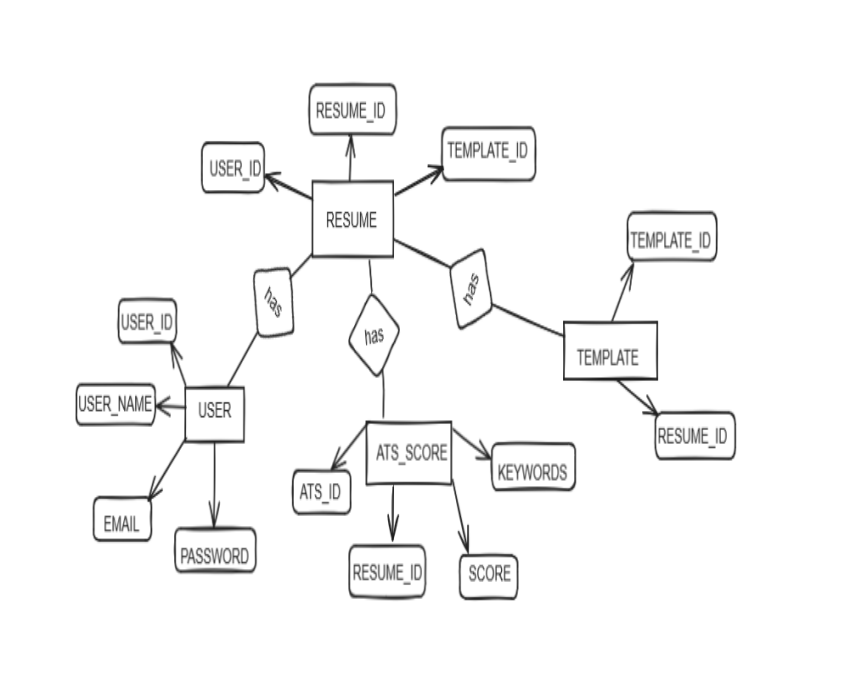 RESUME_ID
TEMPLATE_ID
USER_ID
RESUME
TEMPLATE_ID
has
has
USER_ID
has
TEMPLATE
USER_NAME
USER
RESUME_ID
ATS_SCORE
KEYWORDS
ATS_ID
EMAIL
PASSWORD
RESUME_ID
SCORE